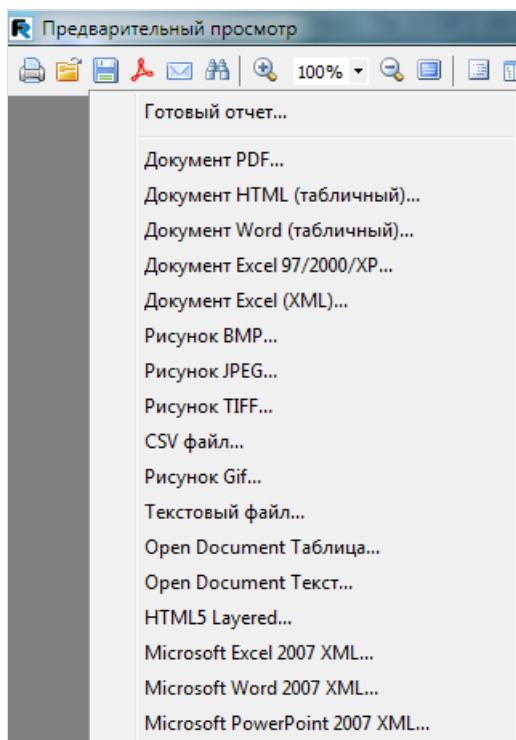 Предварительный просмотр
100%
Готовый отчет...
Документ PDF...
Документ HTML (табличный)...
Документ Word (табличный)...
Документ Excel 97/2000/XP...
Документ Excel (XML)...
Рисунок BMP...
Рисунок JPEG...
Рисунок TIFF...
CSV файл...
Рисунок Gif...
Текстовый файл...
Open Document Таблица...
Open Document Текст...
HTML5 Layered...
Microsoft Excel 2007 XML...
Microsoft Word 2007 XML...
Microsoft PowerPoint 2007 XML...